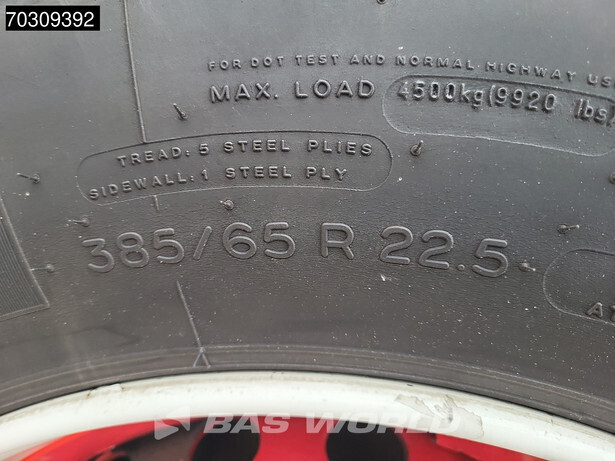 70309392
FOR DOT TEST AND NORMAL HIGHWAY
MAX. LOAD 4500kg(9920 lbs)
TREAD: 5 STEEL PLIES
SIDEWALL: 1 STEEL PLY
385/65 R 22.5
BAS WORLD